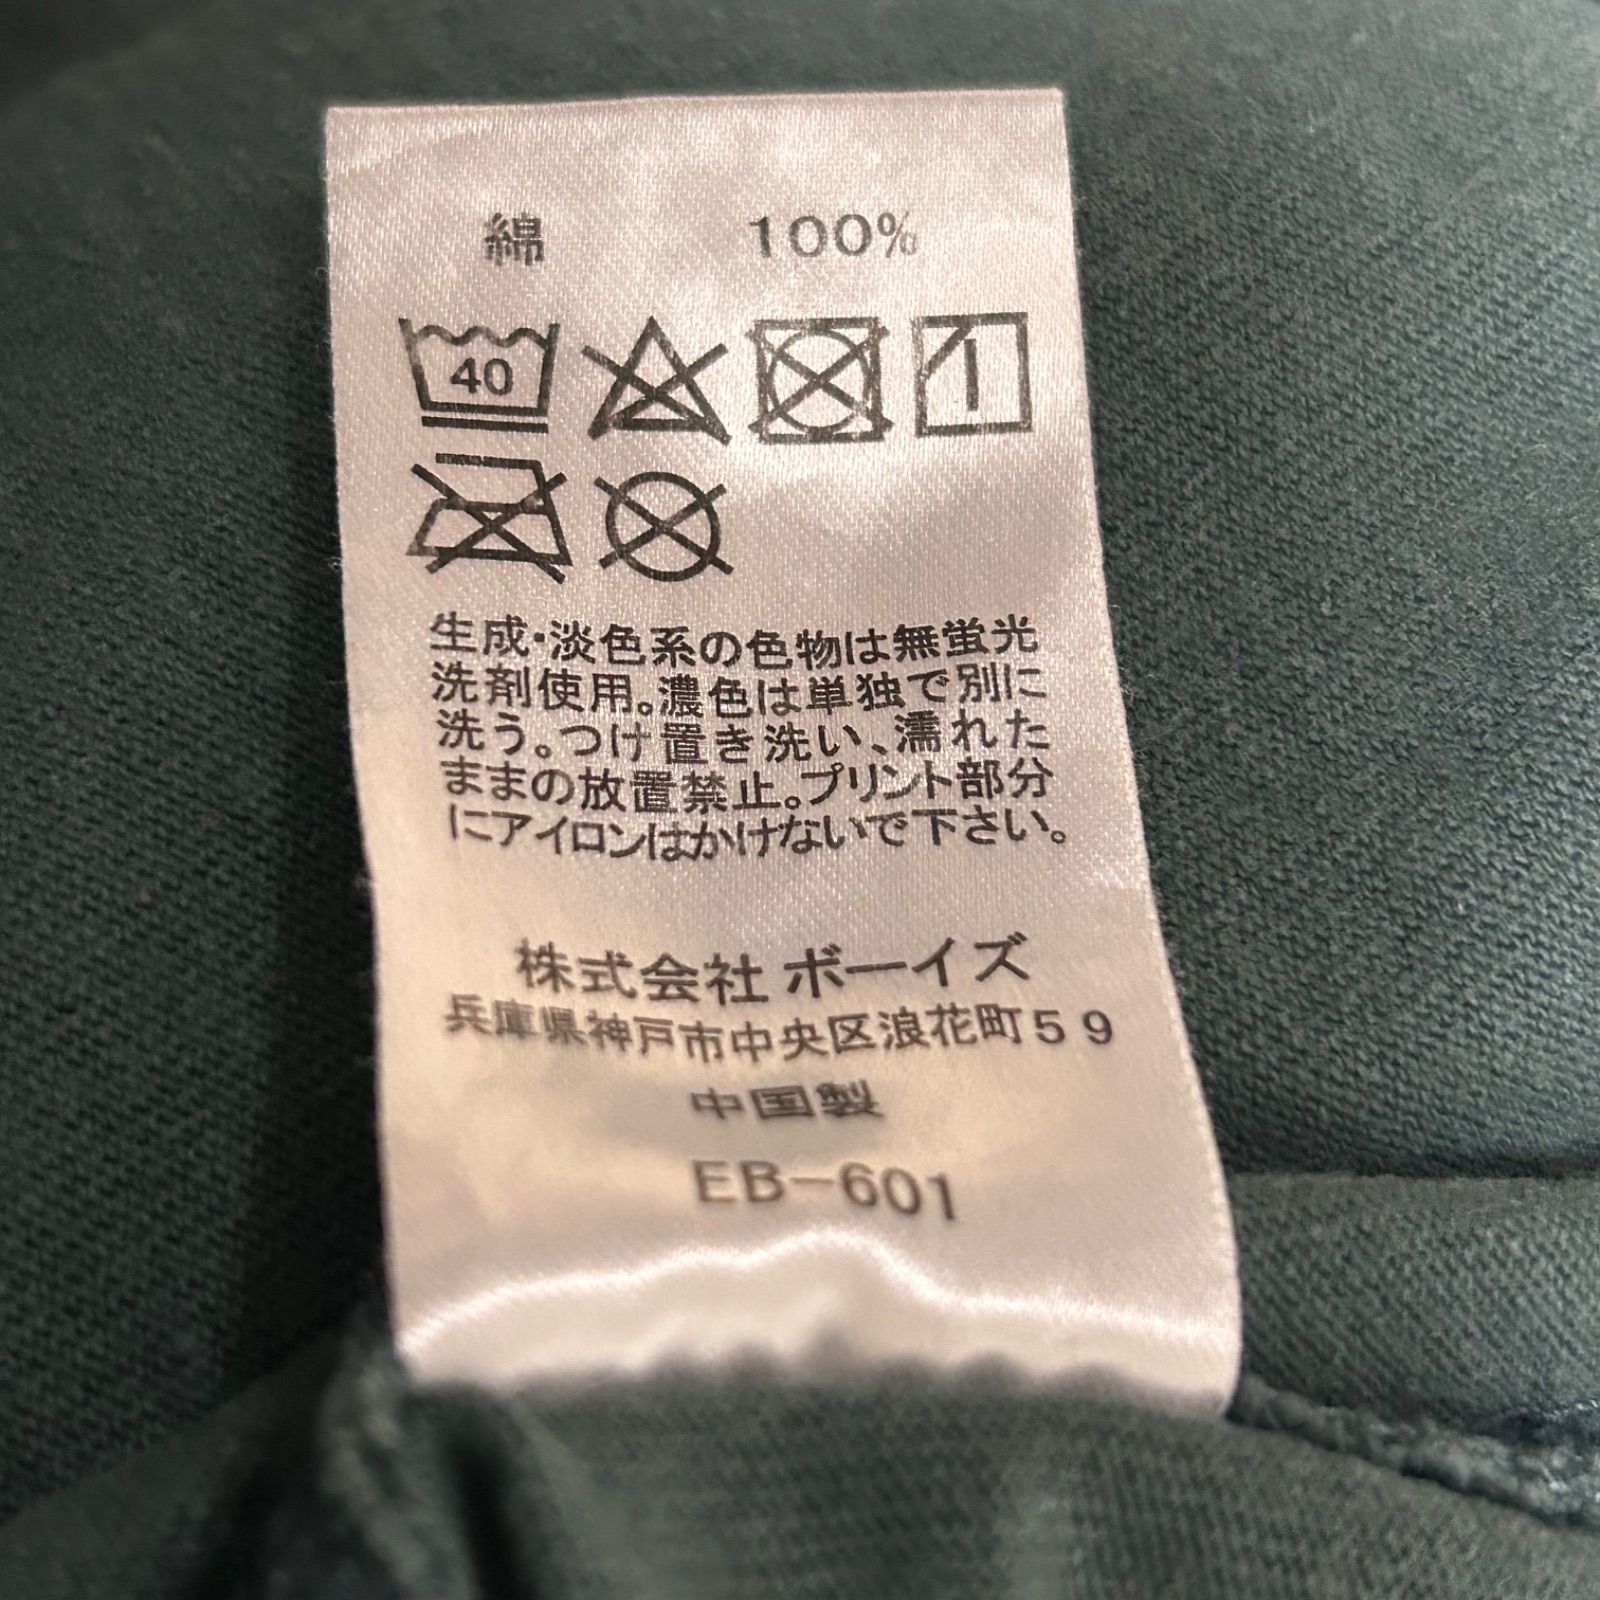 綿 100%
40
生成・淡色系の色物は無蛍光
洗剤使用。濃色は単独で別に
洗う。つけ置き洗い、濡れた
ままの放置禁止。プリント部分
にアイロンはかけないで下さい。
株式会社 ボーイズ
兵庫県神戸市中央区浪花町59
中国製
EB-601